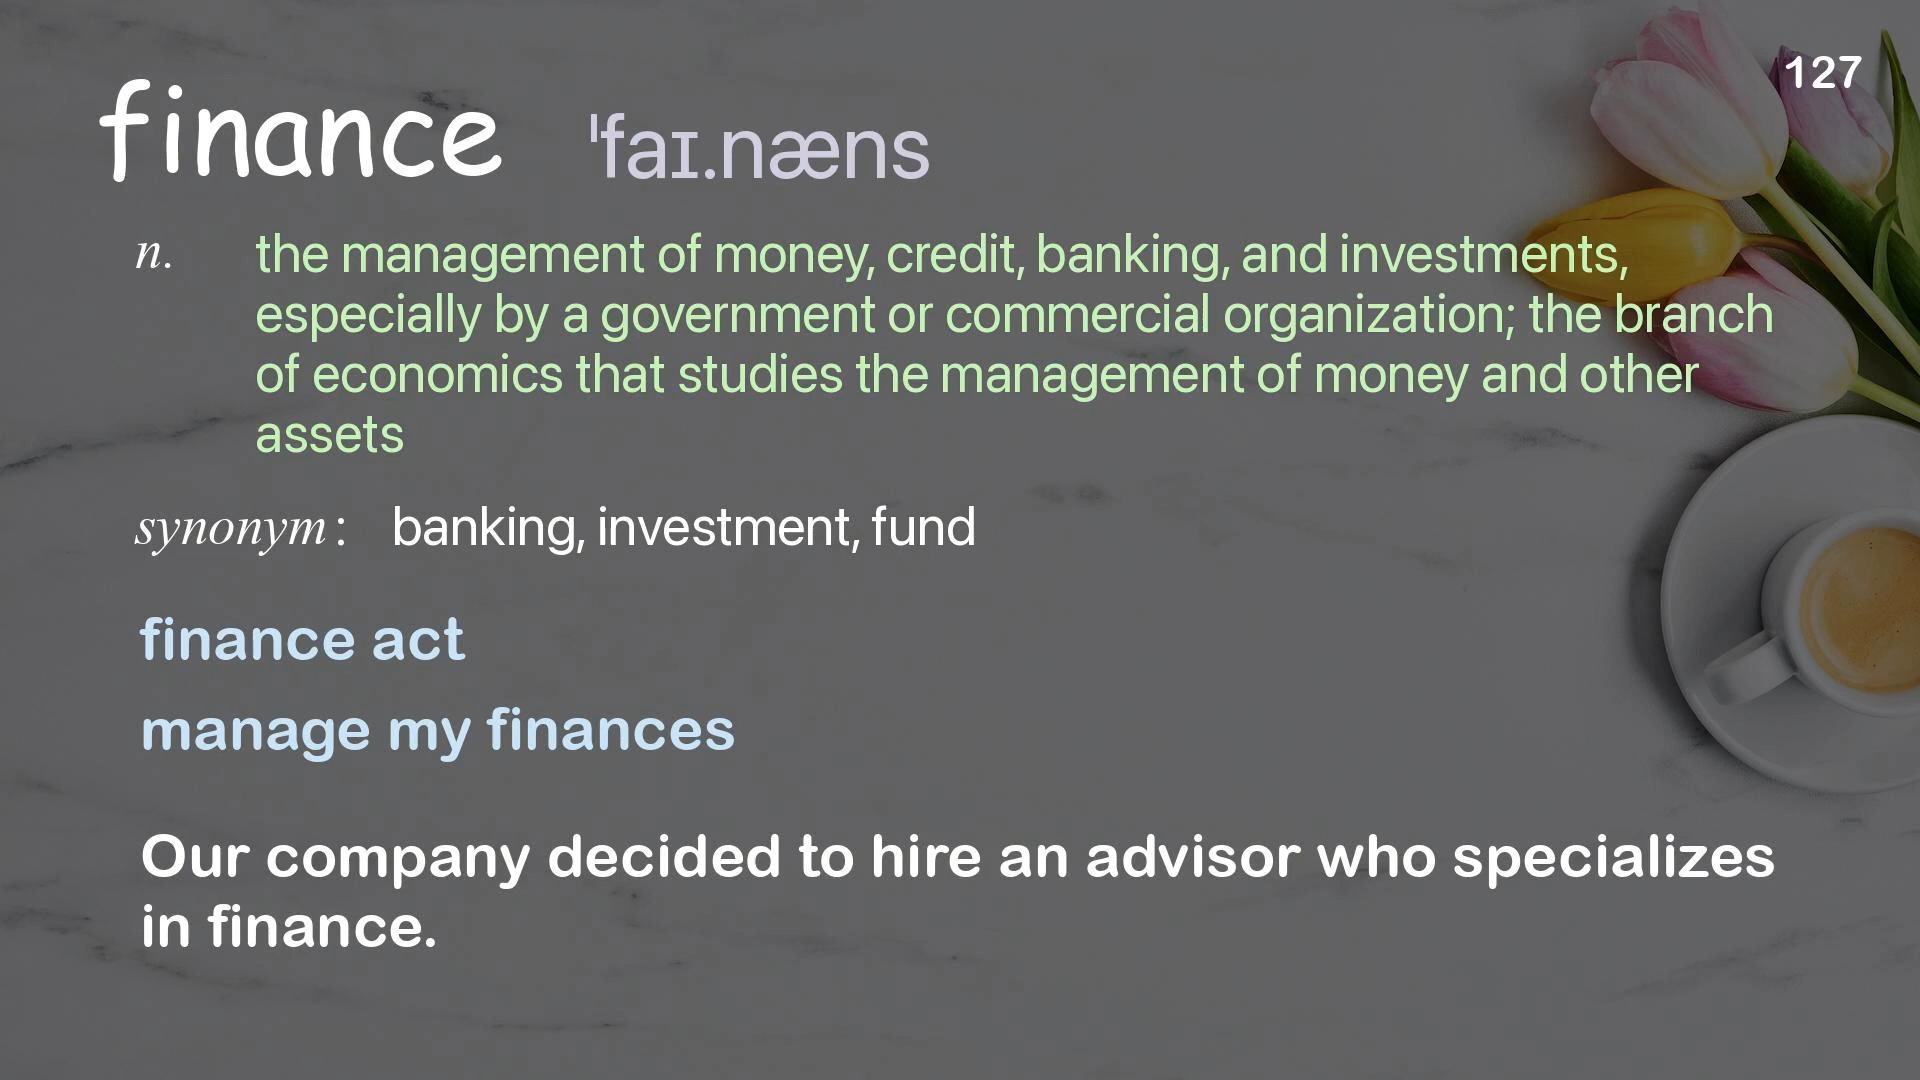 127
finance ˈfaɪ.næns
n. the management of money, credit, banking, and investments,
especially by a government or commercial organization; the branch
of economics that studies the management of money and other
assets
synonym: banking, investment, fund
finance act
manage my finances
Our company decided to hire an advisor who specializes
in finance.